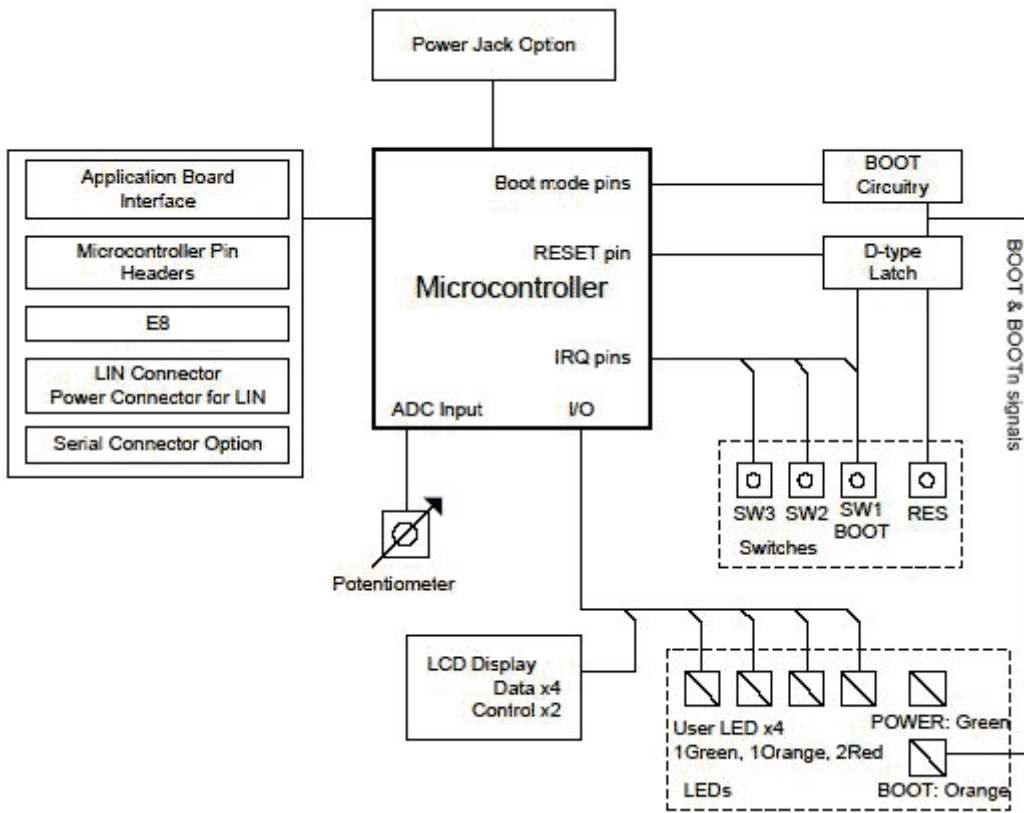 Power Jack Option
Application Board
Interface
Microcontroller Pin
Headers
E8
LIN Connector
Power Connector for LIN
Serial Connector Option
Boot mode pins
RESET pin
Microcontroller
IRQ pins
ADC Input
I/O
BOOT
Circuitry
D-type
Latch
BOOT & BOOTn signals
SW3
SW2
SW1
BOOT
RES
Switches
Potentiometer
LCD Display
Data x4
Control x2
User LED x4
1Green, 1Orange, 2Red
LEDs
POWER: Green
BOOT: Orange